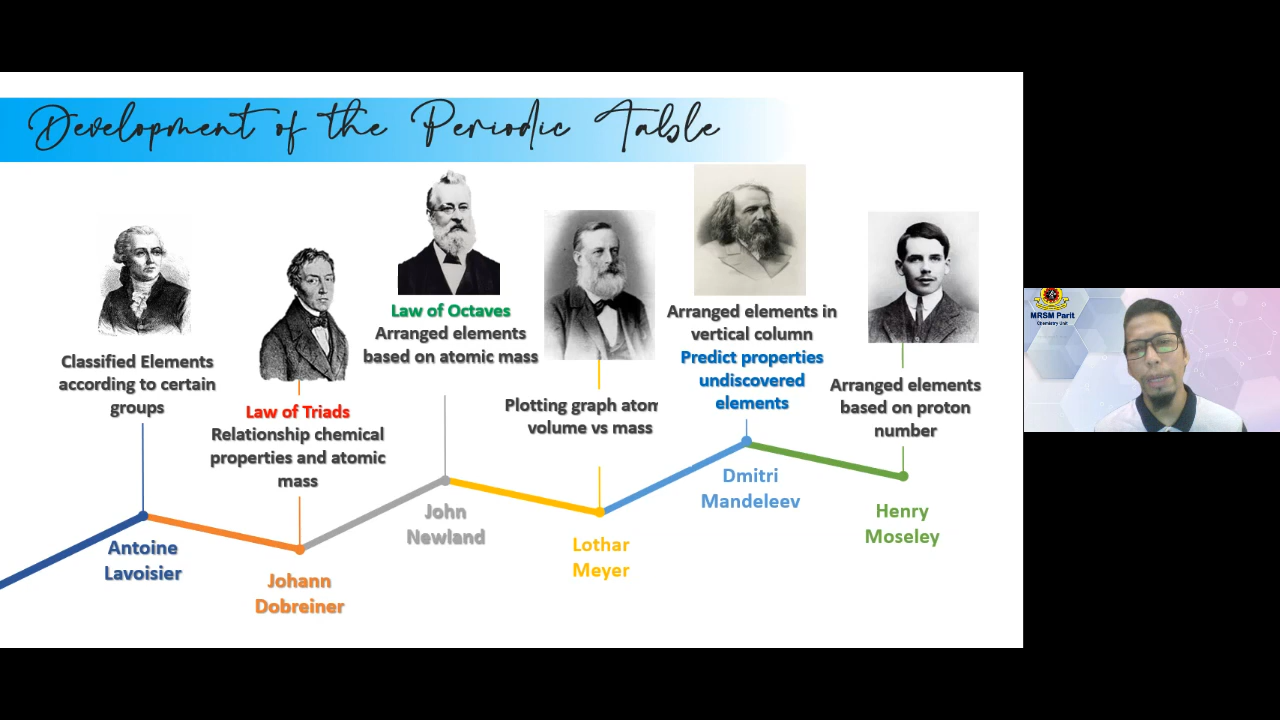 Development of the Periodic Table
Classified Elements
according to certain
groups
Antoine
Lavoisier
Law of Triads
Relationship chemical
properties and atomic
mass
Johann
Dobreiner
Law of Octaves
Arranged elements
based on atomic mass
John
Newland
Plotting graph atom
volume vs mass
Lothar
Meyer
Arranged elements in
vertical column
Predict properties
undiscovered
elements
Dmitri
Mandeleev
Arranged elements
based on proton
number
Henry
Moseley
MRSM Parit
Chemistry Unit